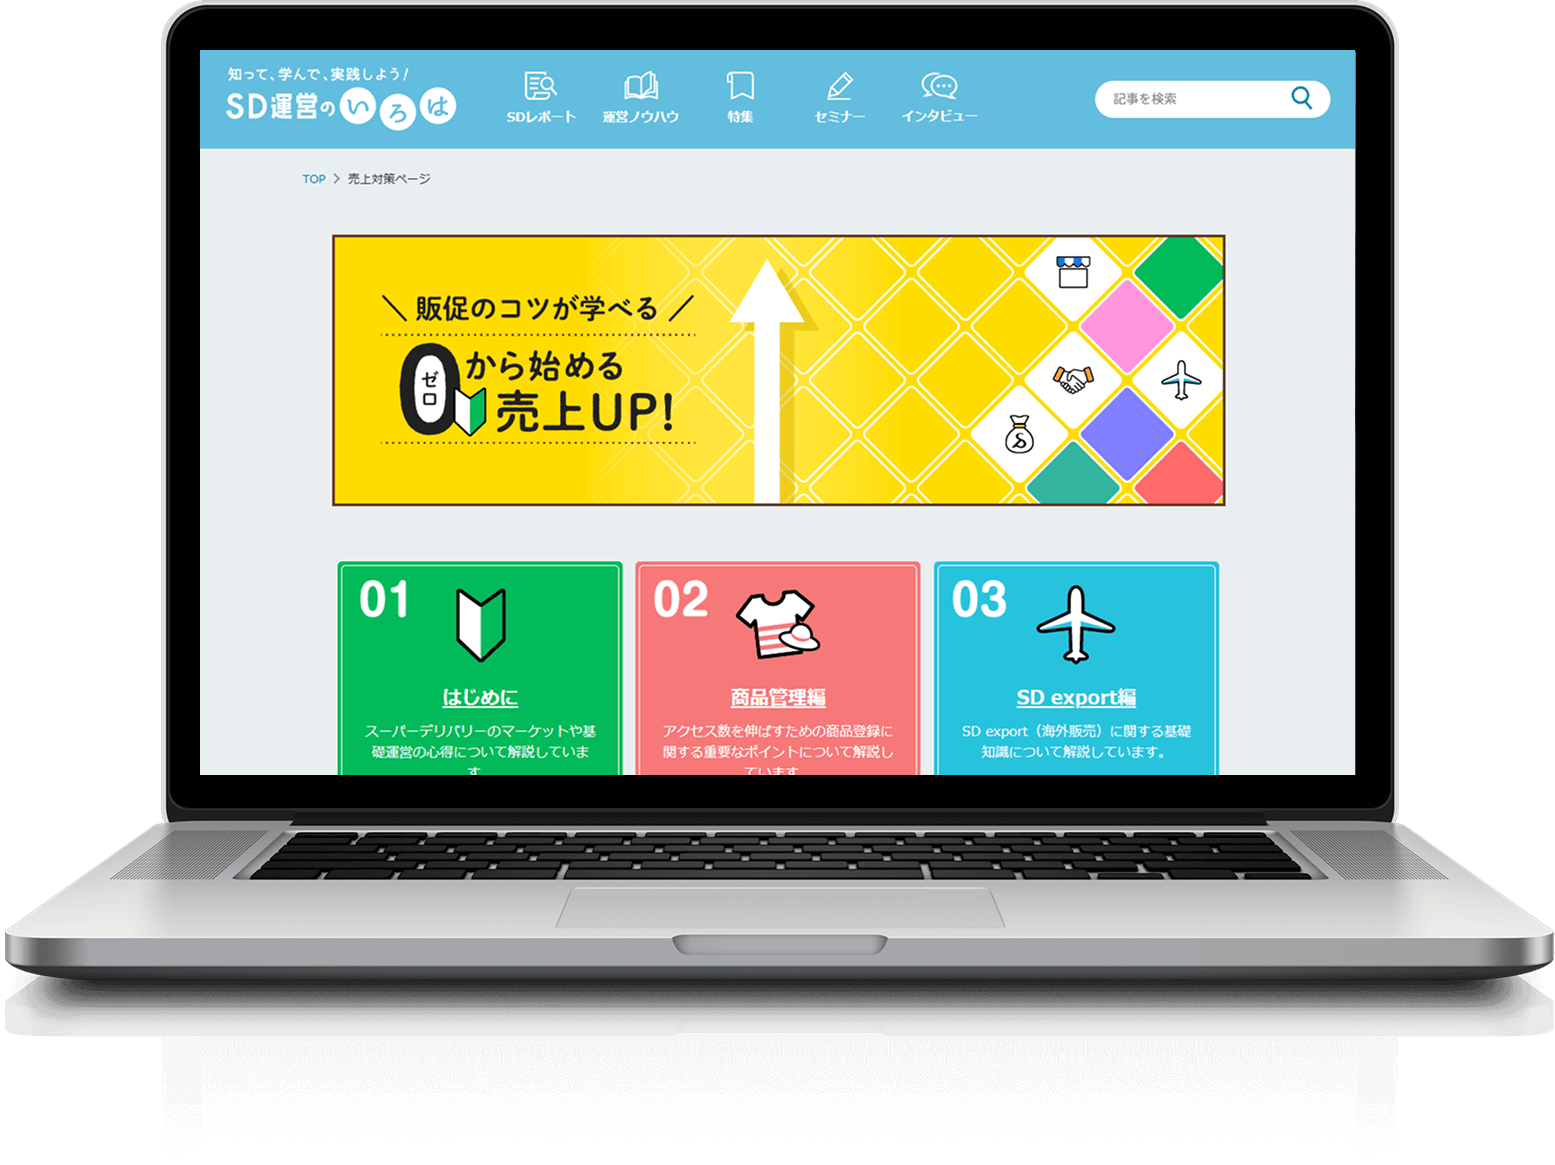 知って、学んで、実践しよう!
SD運営のいろは
SDレポート
運営ノウハウ
特集
セミナー
インタビュー
記事を検索
TOP > 売上対策ページ
\ 販促のコツが学べる /
0から始める
ゼロ
売上UP!
01
はじめに
スーパーデリバリーのマーケットや基
礎運営の心得について解説していま
す。
02
商品管理編
アクセス数を伸ばすための商品登録に
関する重要なポイントについて解説し
ています。
03
SD export編
SD export（海外販売）に関する基礎
知識について解説しています。